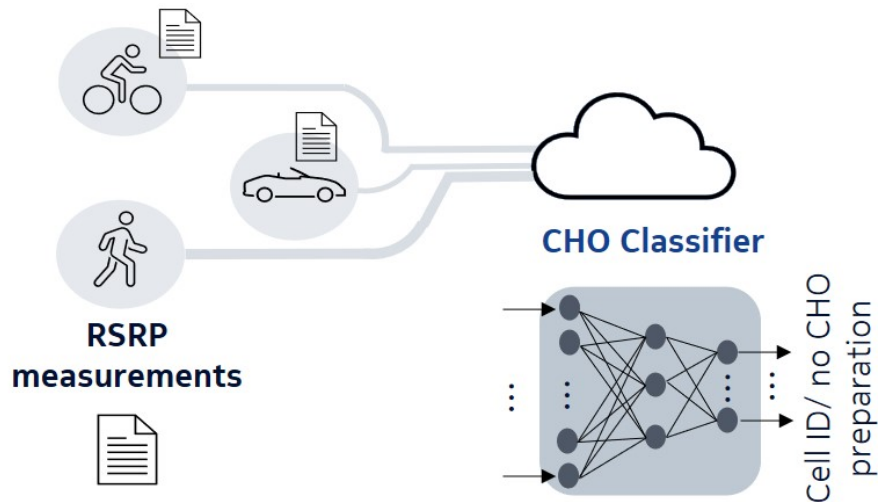 CHO Classifier
RSRP
measurements
Cell ID/ no CHO
preparation